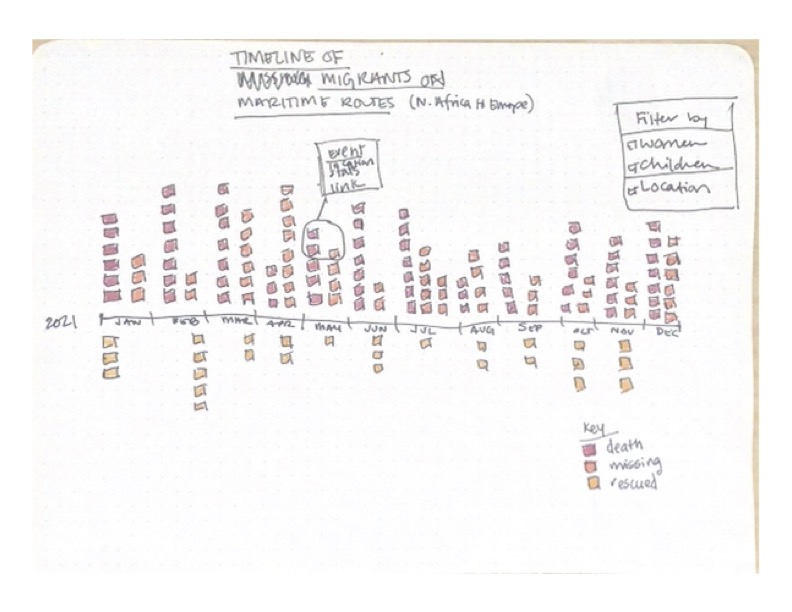 TIMELINE OF
MIGRANTS ON
MARITIME ROUTES (N. Africa to Europe)
Filter by
women
children
Location
Event
location
stats
link
2021
JAN FEB MAR APR MAY JUN JUL AUG SEP OCT NOV DEC
Key
death
missing
rescued